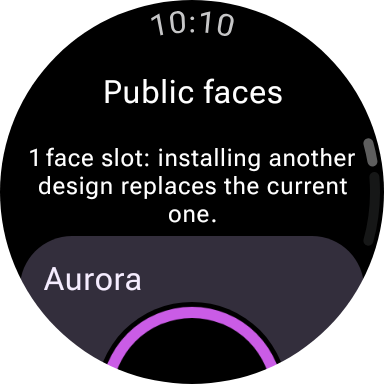 10:10
Public faces
1 face slot: installing another
design replaces the current
one.
Aurora